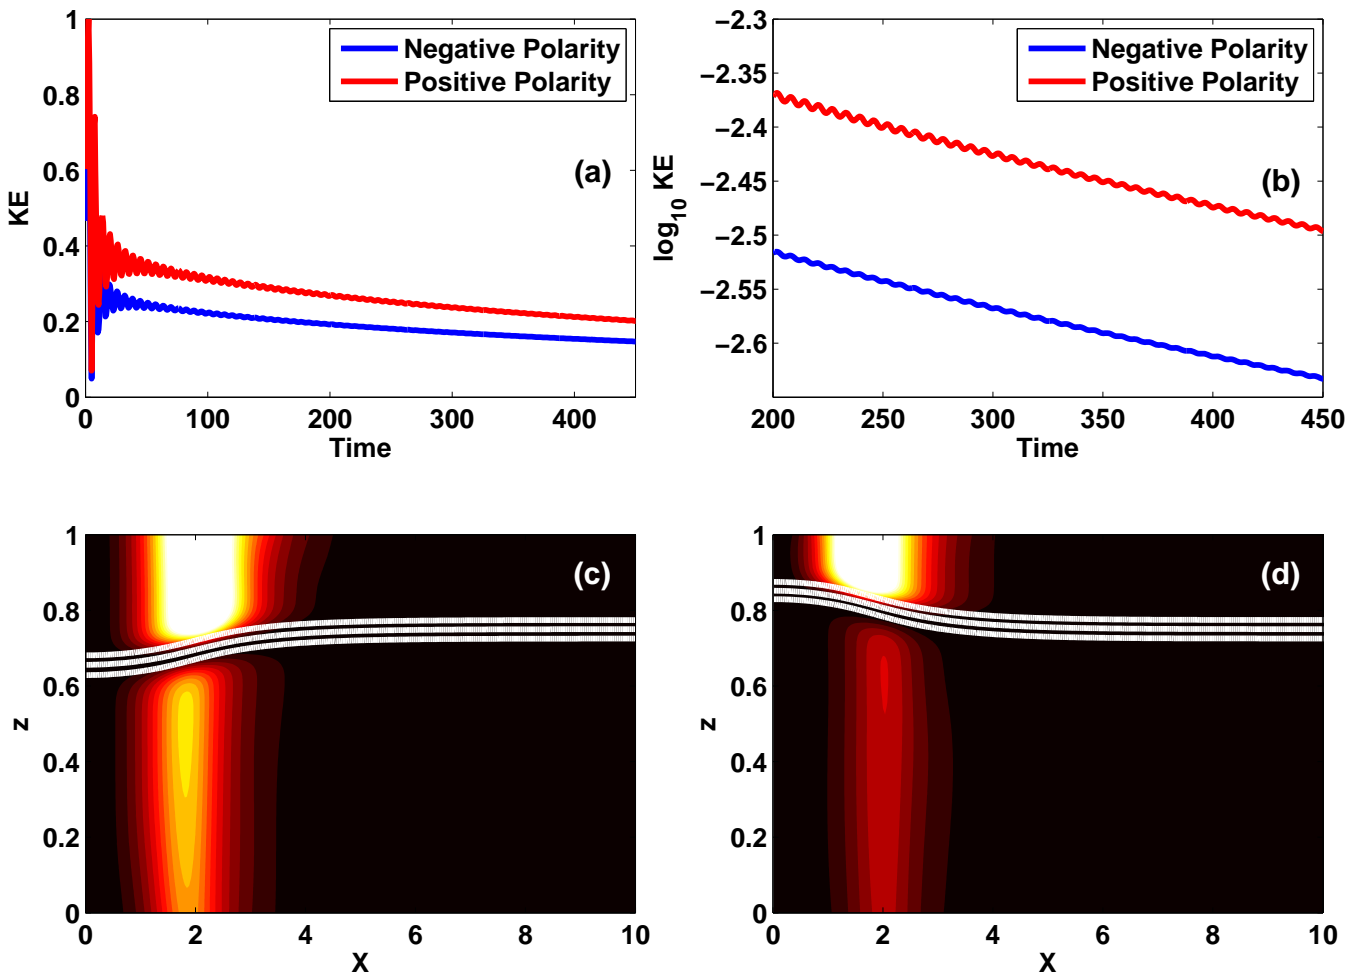 1
0.8
0.6
0.4
0.2
0
KE
0 100 200 300 400
Time
Negative Polarity
Positive Polarity
(a)
−2.3
−2.35
−2.4
−2.45
−2.5
−2.55
−2.6
log10 KE
200 250 300 350 400 450
Time
Negative Polarity
Positive Polarity
(b)
1
0.8
0.6
0.4
0.2
0
z
0 2 4 6 8 10
X
(c)
1
0.8
0.6
0.4
0.2
0
z
0 2 4 6 8 10
X
(d)